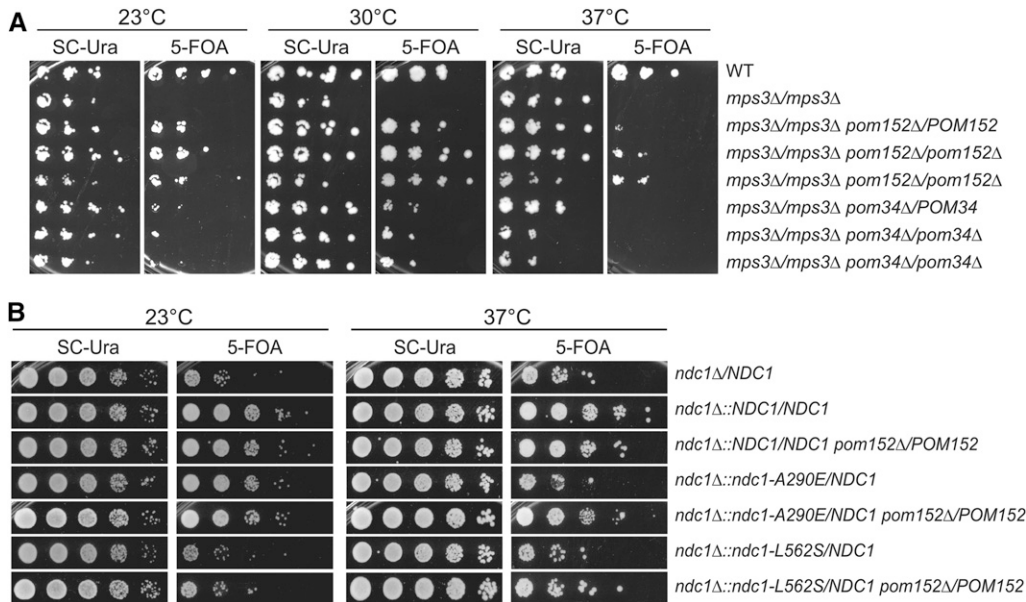 A
23°C 30°C 37°C
SC-Ura 5-FOA SC-Ura 5-FOA SC-Ura 5-FOA
WT
mps3Δ/mps3Δ
mps3Δ/mps3Δ pom152Δ/POM152
mps3Δ/mps3Δ pom152Δ/pom152Δ
mps3Δ/mps3Δ pom152Δ/pom152Δ
mps3Δ/mps3Δ pom34Δ/POM34
mps3Δ/mps3Δ pom34Δ/pom34Δ
mps3Δ/mps3Δ pom34Δ/pom34Δ
B
23°C 37°C
SC-Ura 5-FOA SC-Ura 5-FOA
ndc1Δ/NDC1
ndc1Δ::NDC1/NDC1
ndc1Δ::NDC1/NDC1 pom152Δ/POM152
ndc1Δ::ndc1-A290E/NDC1
ndc1Δ::ndc1-A290E/NDC1 pom152Δ/POM152
ndc1Δ::ndc1-L562S/NDC1
ndc1Δ::ndc1-L562S/NDC1 pom152Δ/POM152